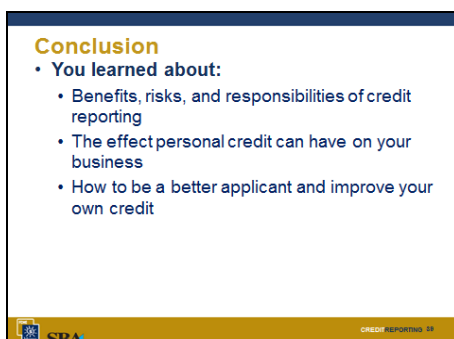 Conclusion
• You learned about:
• Benefits, risks, and responsibilities of credit
reporting
• The effect personal credit can have on your
business
• How to be a better applicant and improve your
own credit
SBA
CREDIT REPORTING